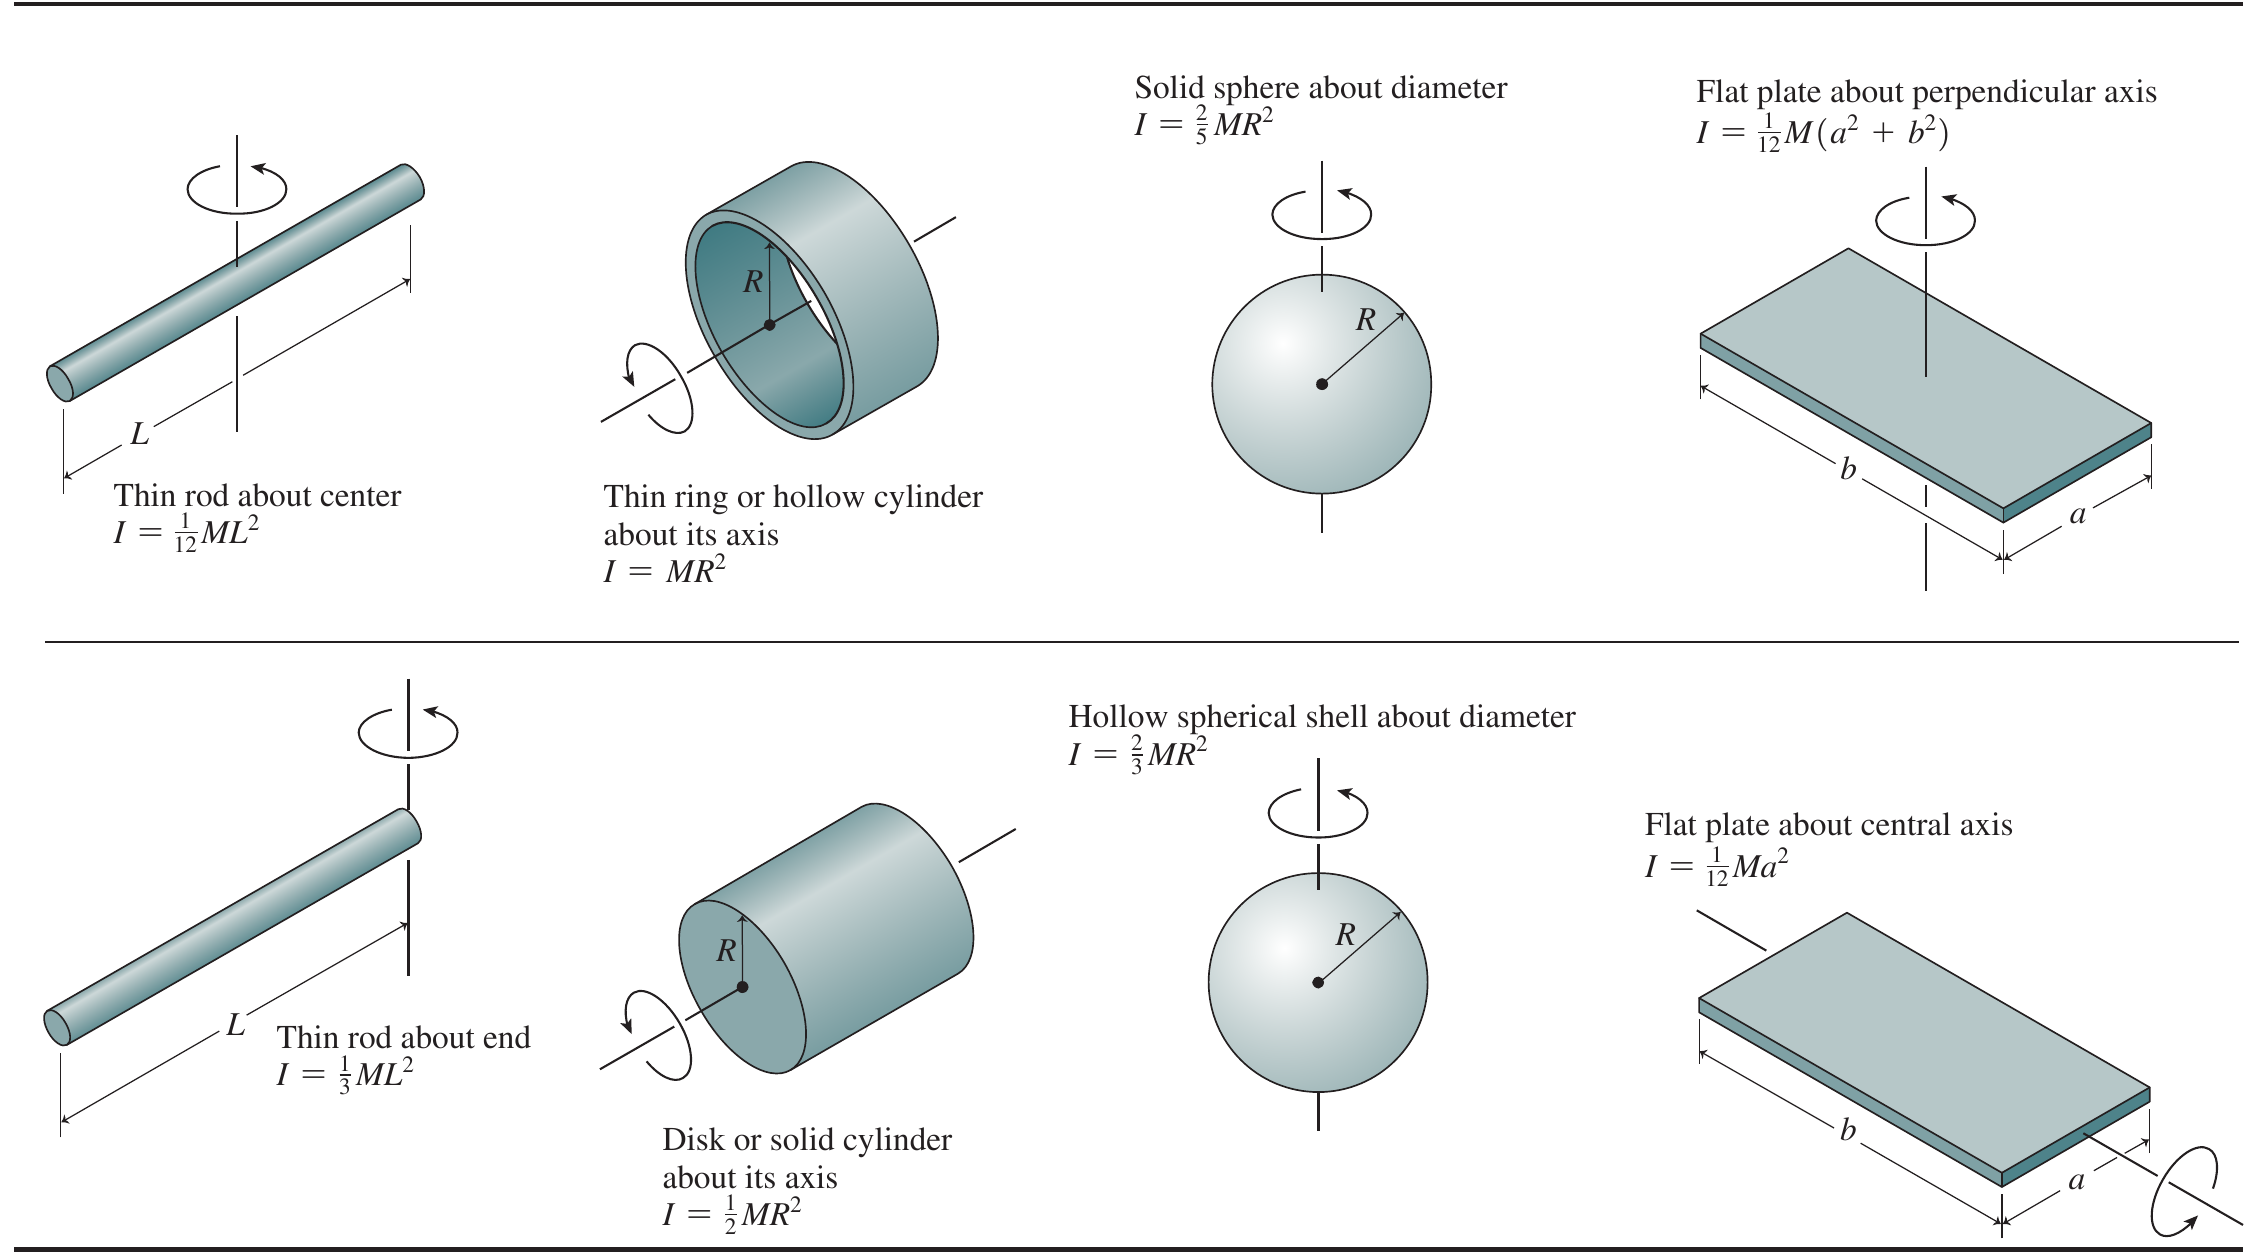 Thin rod about center
I = 1/12 ML²
L
Thin ring or hollow cylinder
about its axis
I = MR²
R
Solid sphere about diameter
I = 2/5 MR²
R
Flat plate about perpendicular axis
I = 1/12 M(a² + b²)
b
a
Thin rod about end
I = 1/3 ML²
L
R
Disk or solid cylinder
about its axis
I = 1/2 MR²
Hollow spherical shell about diameter
I = 2/3 MR²
R
Flat plate about central axis
I = 1/12 Ma²
b
a